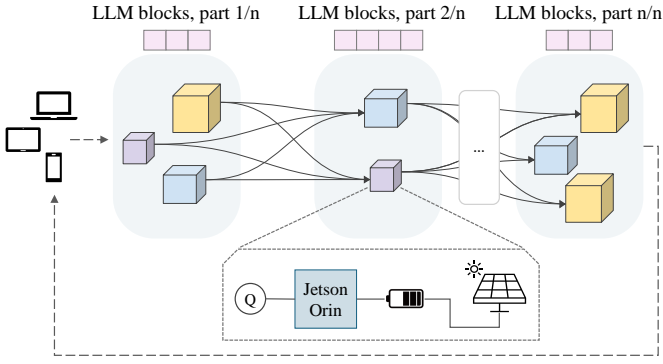 LLM blocks, part 1/n
LLM blocks, part 2/n
LLM blocks, part n/n
...
Q
Jetson
Orin